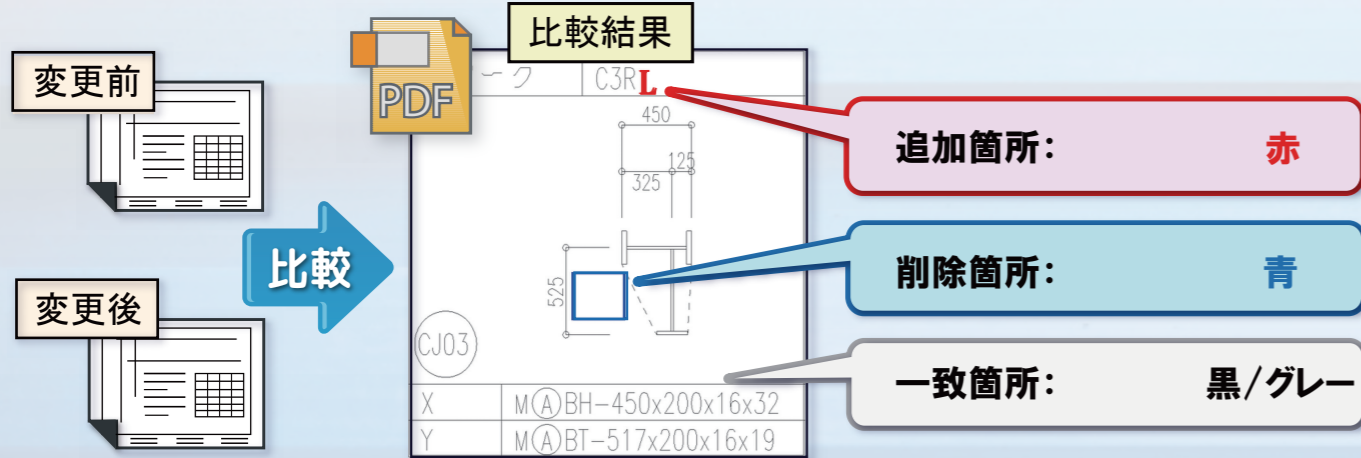 変更前
変更後
比較
PDF
比較結果
ーク C3RL
450
125
325
525
CJ03
X MⒶBH-450x200x16x32
Y MⒶBT-517x200x16x19
追加箇所: 赤
削除箇所: 青
一致箇所: 黒/グレー